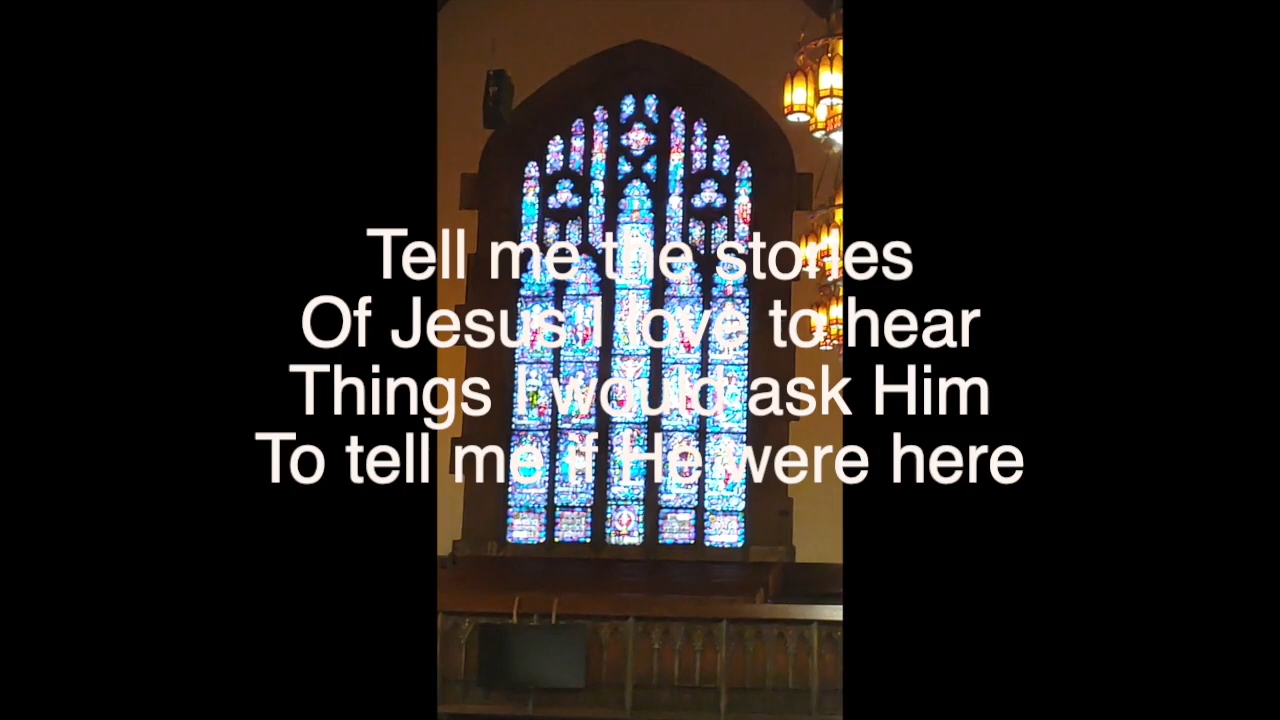 Tell me the stories
Of Jesus I love to hear
Things I would ask Him
To tell me if He were here